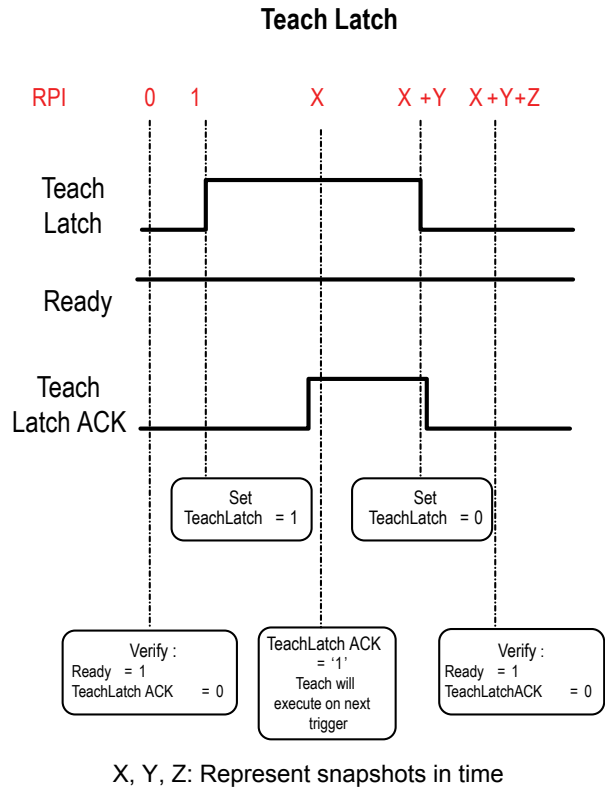 Teach Latch
RPI 0 1 X X +Y X +Y+Z
Teach
Latch
Ready
Teach
Latch ACK
Set
TeachLatch = 1
Set
TeachLatch = 0
Verify :
Ready = 1
TeachLatch ACK = 0
TeachLatch ACK
= ‘1’
Teach will
execute on next
trigger
Verify :
Ready = 1
TeachLatchACK = 0
X, Y, Z: Represent snapshots in time